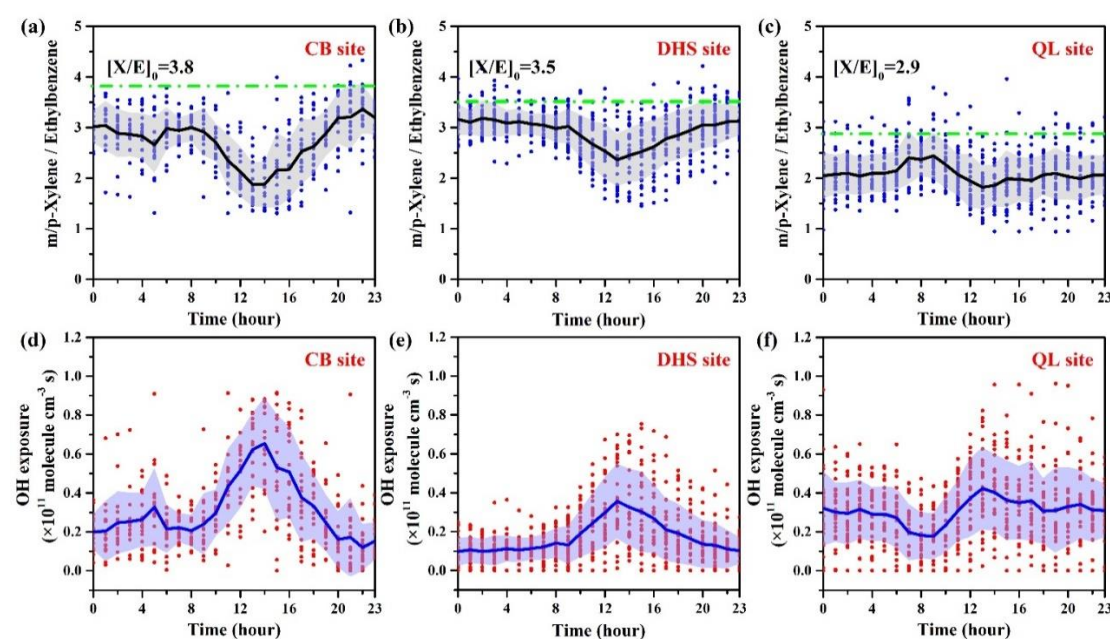 (a)
CB site
[X/E]₀=3.8
m/p-Xylene / Ethylbenzene
5
4
3
2
1
0
0 4 8 12 16 20 23
Time (hour)
(b)
DHS site
[X/E]₀=3.5
m/p-Xylene / Ethylbenzene
5
4
3
2
1
0
0 4 8 12 16 20 23
Time (hour)
(c)
QL site
[X/E]₀=2.9
m/p-Xylene / Ethylbenzene
5
4
3
2
1
0
0 4 8 12 16 20 23
Time (hour)
(d)
CB site
OH exposure
(×10¹¹ molecule cm⁻³ s)
1.2
1.0
0.8
0.6
0.4
0.2
0.0
0 4 8 12 16 20 23
Time (hour)
(e)
DHS site
OH exposure
(×10¹¹ molecule cm⁻³ s)
1.2
1.0
0.8
0.6
0.4
0.2
0.0
0 4 8 12 16 20 23
Time (hour)
(f)
QL site
OH exposure
(×10¹¹ molecule cm⁻³ s)
1.2
1.0
0.8
0.6
0.4
0.2
0.0
0 4 8 12 16 20 23
Time (hour)